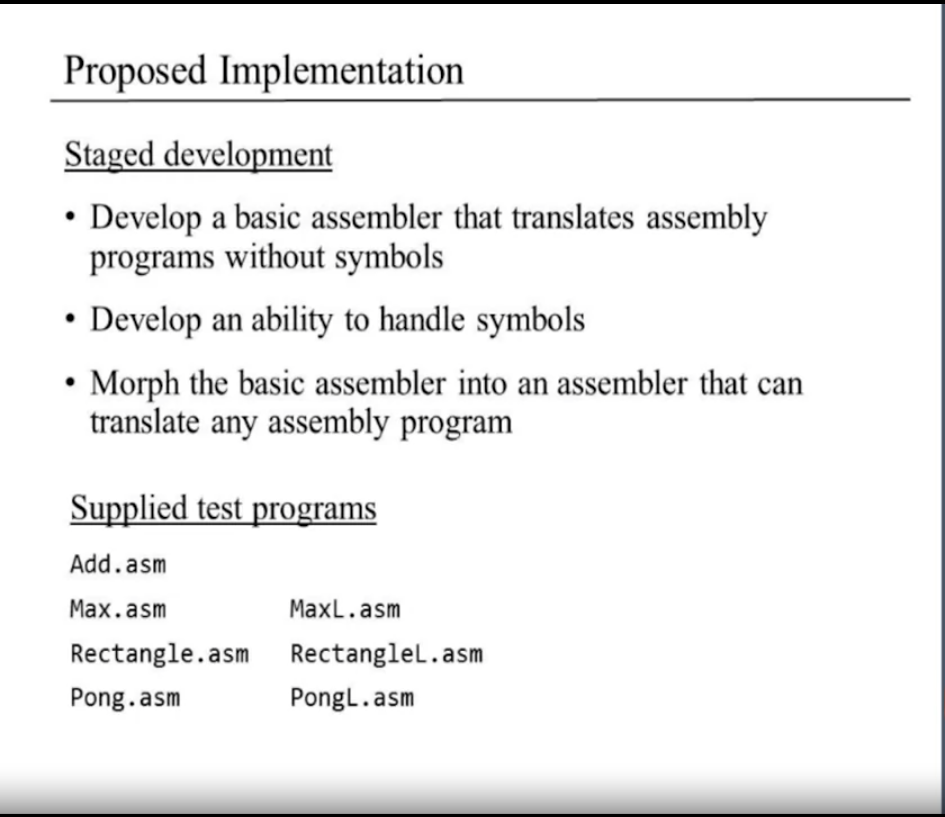 Proposed Implementation
Staged development
• Develop a basic assembler that translates assembly
programs without symbols
• Develop an ability to handle symbols
• Morph the basic assembler into an assembler that can
translate any assembly program
Supplied test programs
Add.asm
Max.asm MaxL.asm
Rectangle.asm RectangleL.asm
Pong.asm PongL.asm